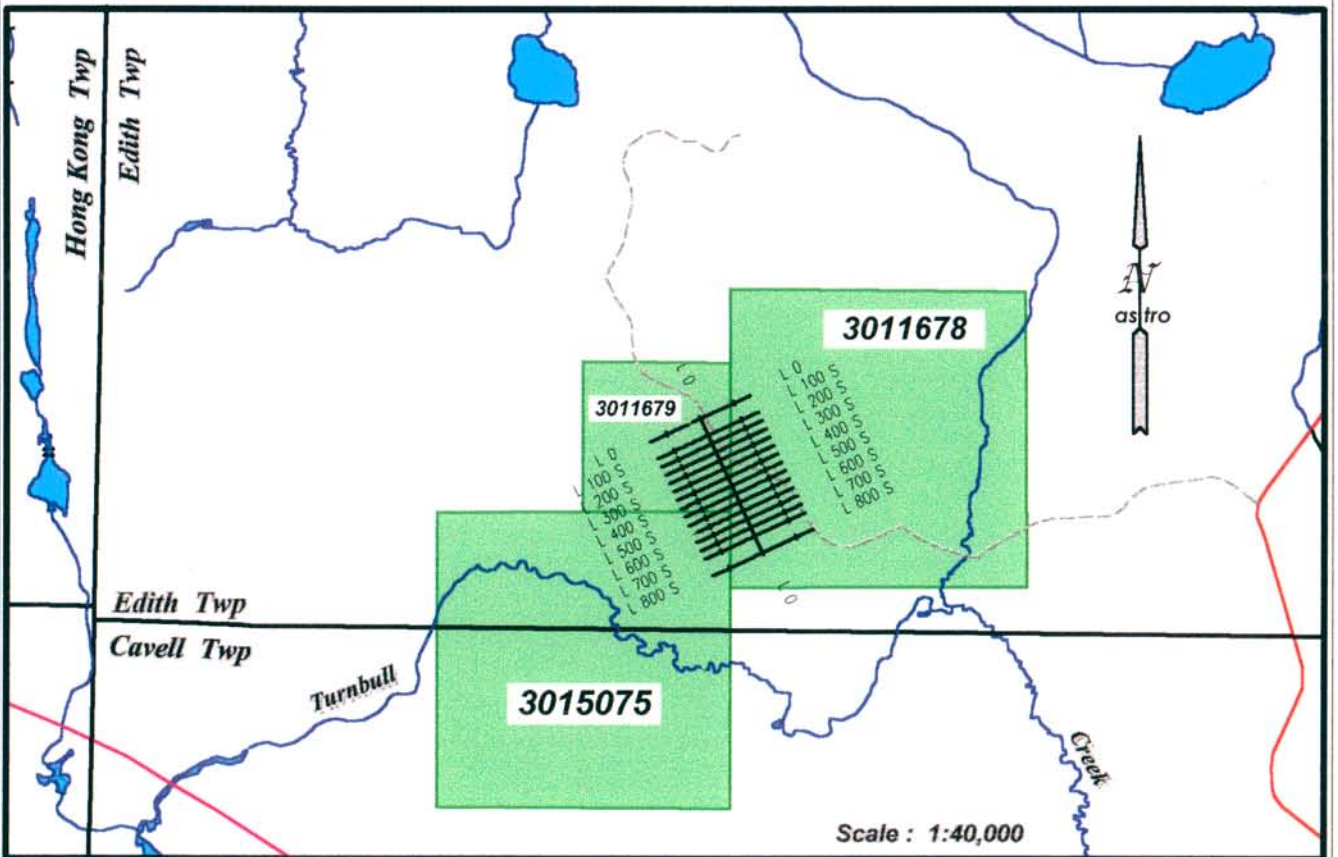 Hong Kong Twp
Edith Twp
N
astro
3011678
3011679
L 0
L 0
L 100 S
L 200 S
L 300 S
L 400 S
L 500 S
L 600 S
L 700 S
L 800 S
L 0
L 100 S
L 200 S
L 300 S
L 400 S
L 500 S
L 600 S
L 700 S
L 800 S
L 0
Edith Twp
Cavell Twp
Turnbull
3015075
Creek
Scale : 1:40,000